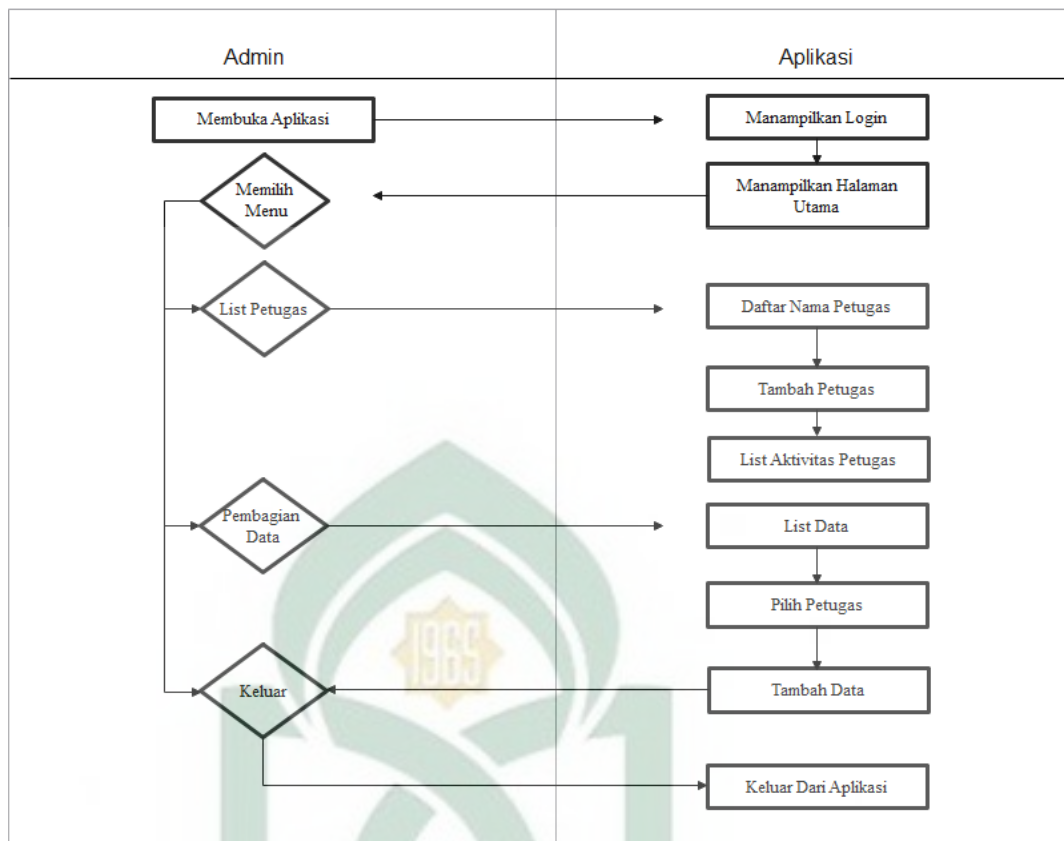 Admin
Aplikasi
Membuka Aplikasi
Manampilkan Login
Memilih
Menu
Manampilkan Halaman
Utama
List Petugas
Daftar Nama Petugas
Tambah Petugas
List Aktivitas Petugas
Pembagian
Data
List Data
Pilih Petugas
1965
Keluar
Tambah Data
Keluar Dari Aplikasi